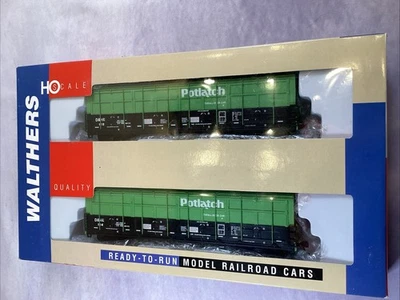 WALTHERS
HO
SCALE
Potlatch
QUALITY
Potlatch
READY-TO-RUN MODEL RAILROAD CARS